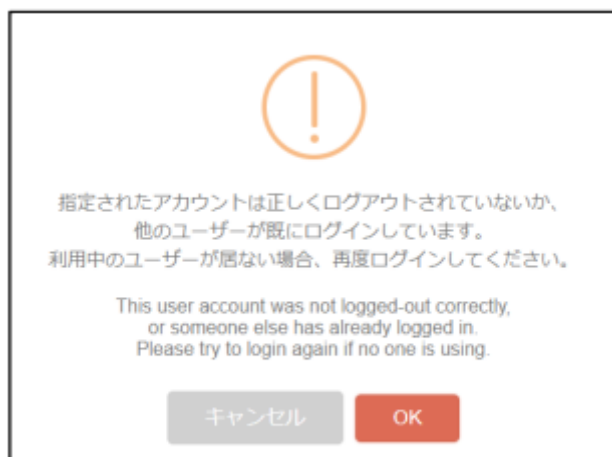 指定されたアカウントは正しくログアウトされていないか、
他のユーザーが既にログインしています。
利用中のユーザーが居ない場合、再度ログインしてください。
This user account was not logged-out correctly,
or someone else has already logged in.
Please try to login again if no one is using.
キャンセル
OK